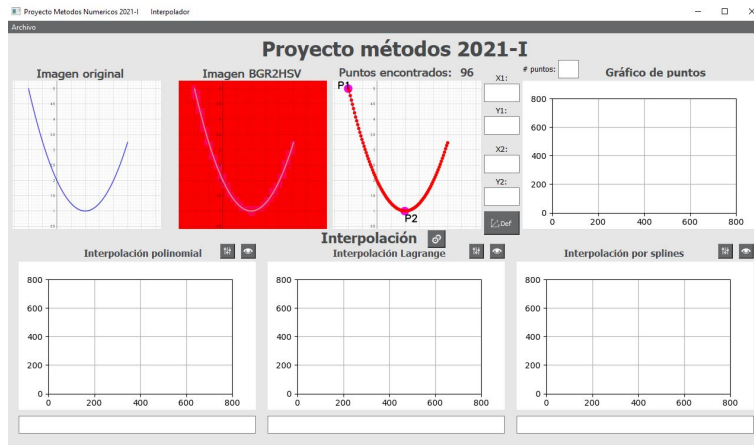 Proyecto Metodos Numericos 2021-I Interpolador
Archivo
Proyecto métodos 2021-I
Imagen original
Imagen BGR2HSV
Puntos encontrados: 96
P1
P2
X1:
Y1:
X2:
Y2:
Def
# puntos:
Gráfico de puntos
800
600
400
200
0
0 200 400 600 800
Interpolación
Interpolación polinomial
800
600
400
200
0
0 200 400 600 800
Interpolación Lagrange
800
600
400
200
0
0 200 400 600 800
Interpolación por splines
800
600
400
200
0
0 200 400 600 800